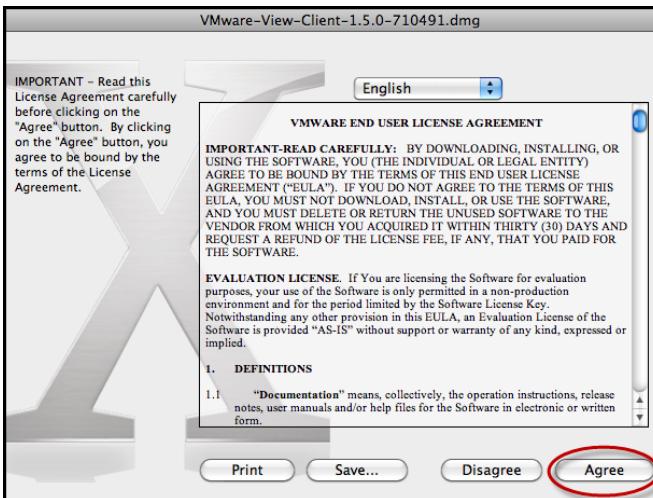 VMware-View-Client-1.5.0-710491.dmg
IMPORTANT - Read this
License Agreement carefully
before clicking on the
"Agree" button. By clicking
on the "Agree" button, you
agree to be bound by the
terms of the License
Agreement.
English
VMWARE END USER LICENSE AGREEMENT
IMPORTANT-READ CAREFULLY: BY DOWNLOADING, INSTALLING, OR
USING THE SOFTWARE, YOU (THE INDIVIDUAL OR LEGAL ENTITY)
AGREE TO BE BOUND BY THE TERMS OF THIS END USER LICENSE
AGREEMENT (“EULA”). IF YOU DO NOT AGREE TO THE TERMS OF THIS
EULA, YOU MUST NOT DOWNLOAD, INSTALL, OR USE THE SOFTWARE,
AND YOU MUST DELETE OR RETURN THE UNUSED SOFTWARE TO THE
VENDOR FROM WHICH YOU ACQUIRED IT WITHIN THIRTY (30) DAYS AND
REQUEST A REFUND OF THE LICENSE FEE, IF ANY, THAT YOU PAID FOR
THE SOFTWARE.
EVALUATION LICENSE. If You are licensing the Software for evaluation
purposes, your use of the Software is only permitted in a non-production
environment and for the period limited by the Software License Key.
Notwithstanding any other provision in this EULA, an Evaluation License of the
Software is provided “AS-IS” without support or warranty of any kind, expressed or
implied.
1. DEFINITIONS
1.1 “Documentation” means, collectively, the operation instructions, release
notes, user manuals and/or help files for the Software in electronic or written
form.
Print Save... Disagree Agree